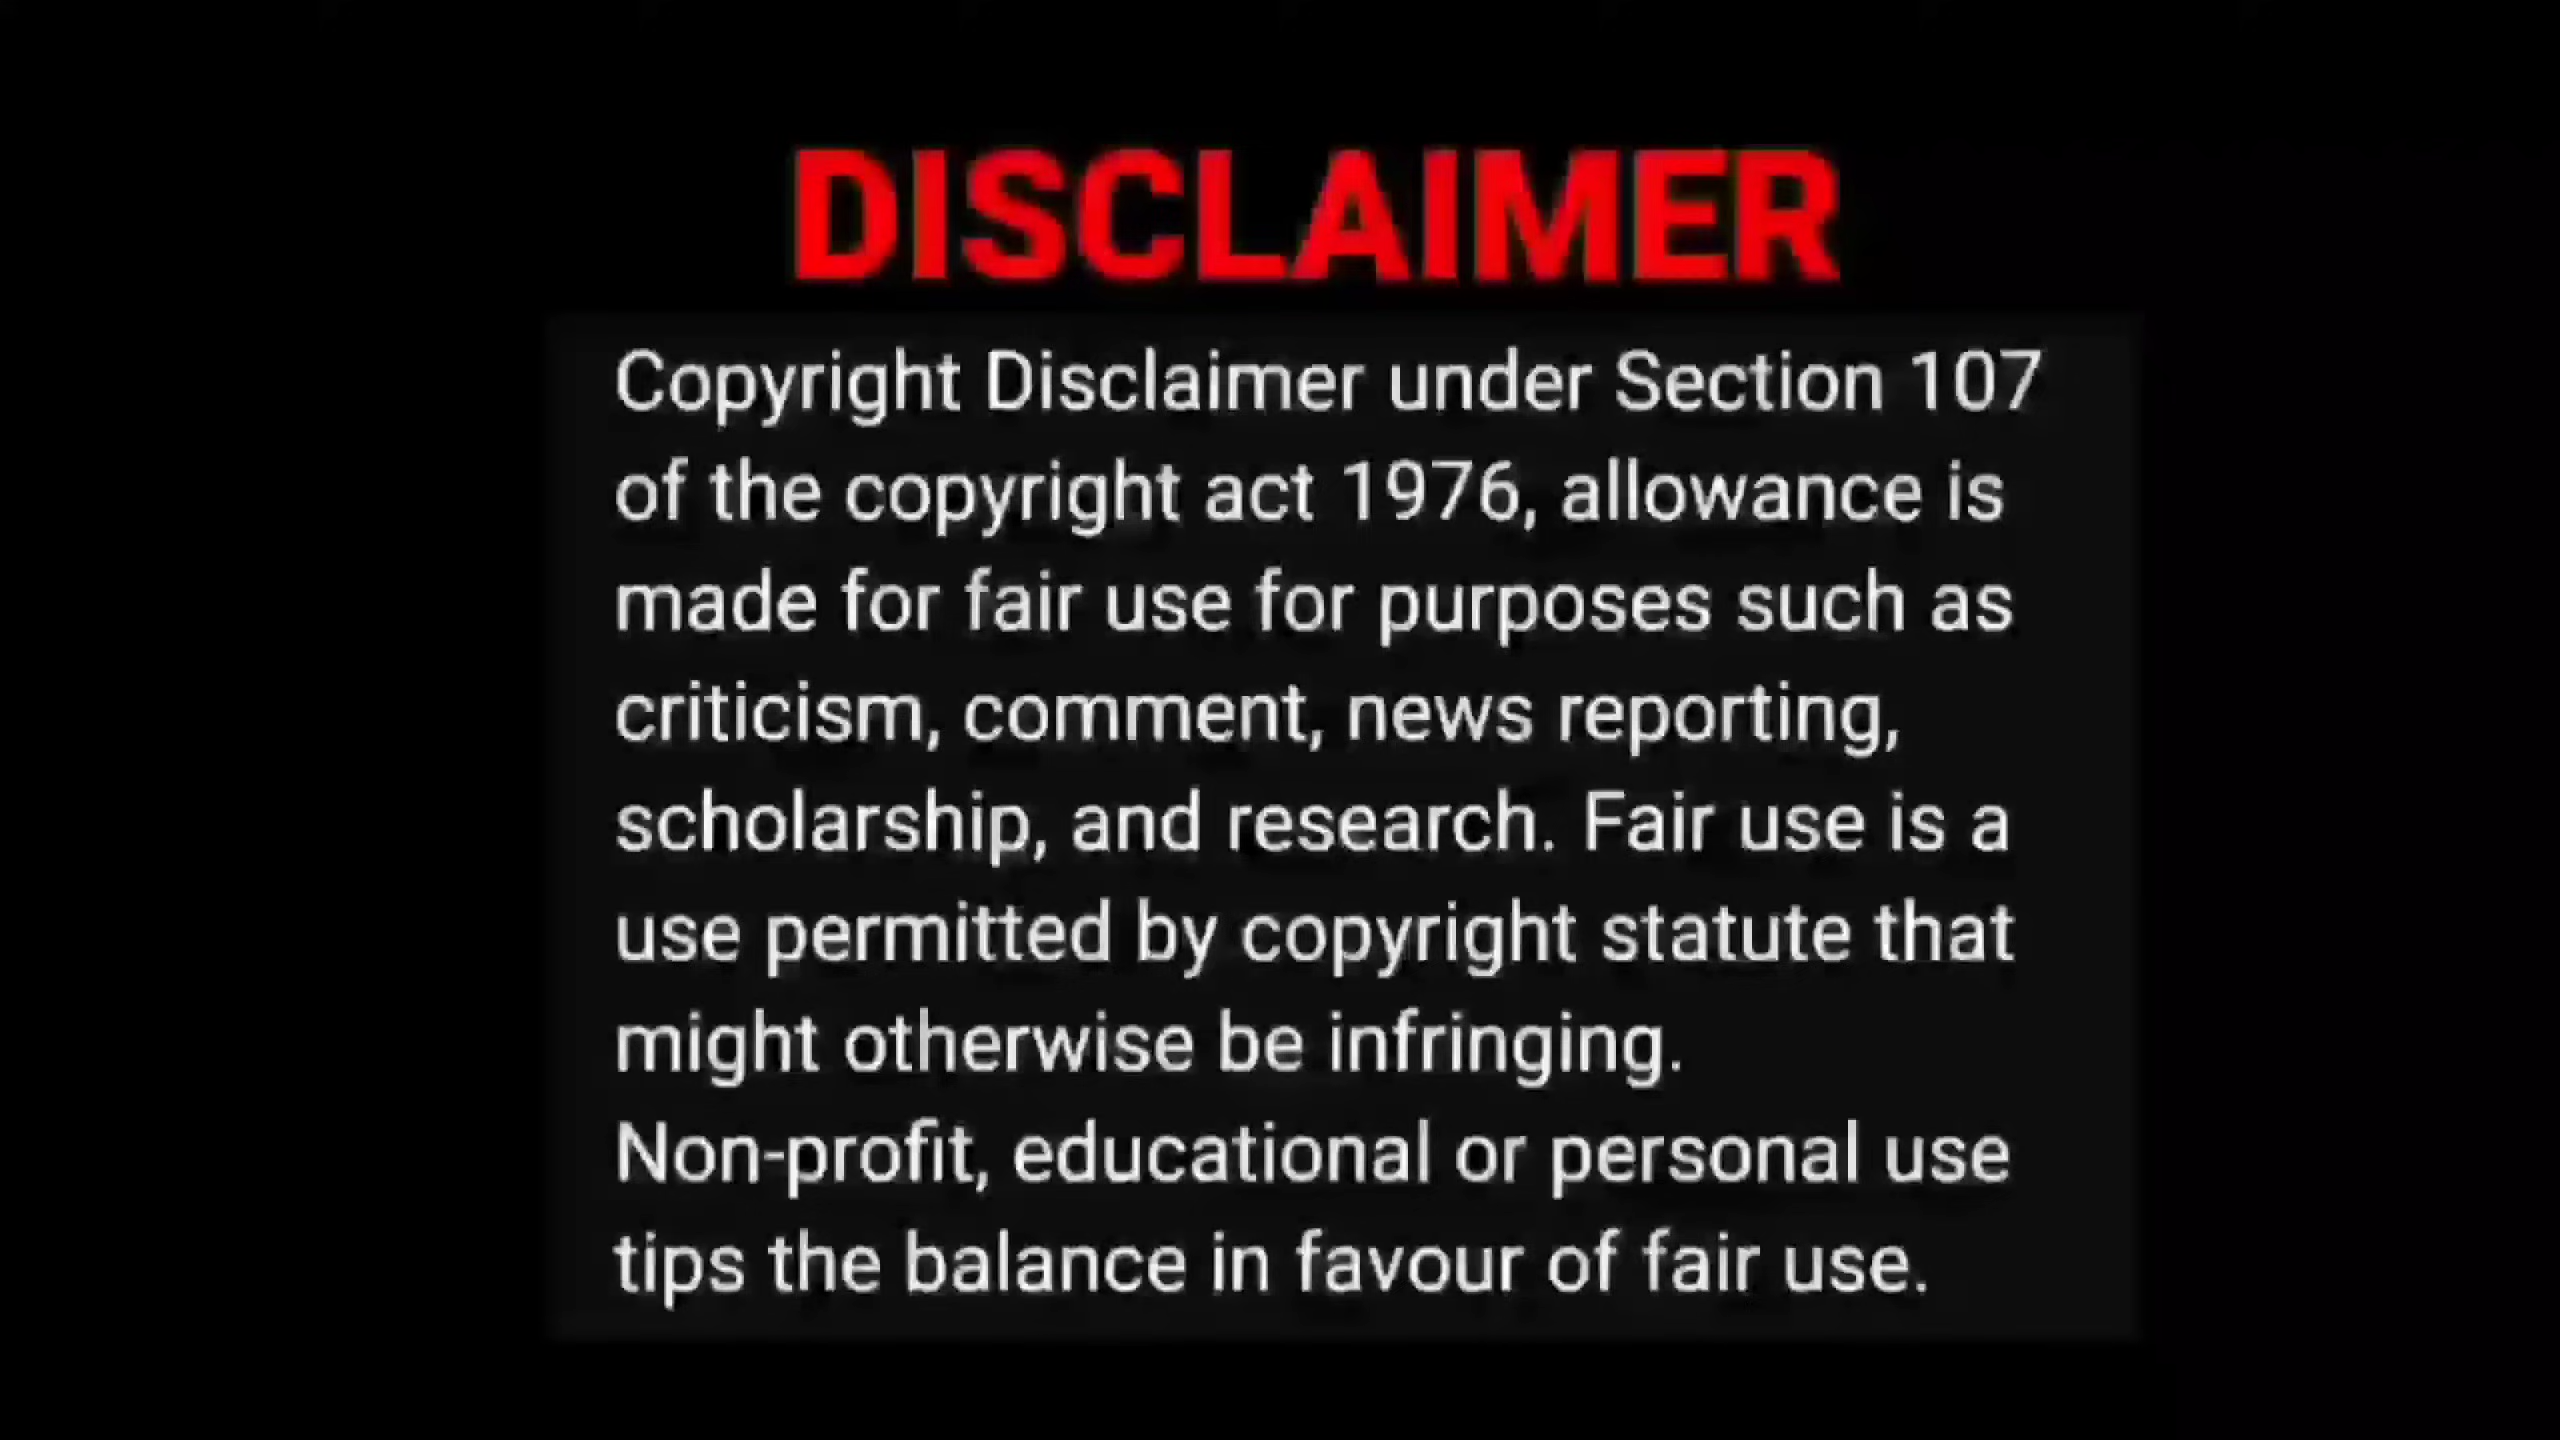 DISCLAIMER
Copyright Disclaimer under Section 107
of the copyright act 1976, allowance is
made for fair use for purposes such as
criticism, comment, news reporting,
scholarship, and research. Fair use is a
use permitted by copyright statute that
might otherwise be infringing.
Non-profit, educational or personal use
tips the balance in favour of fair use.